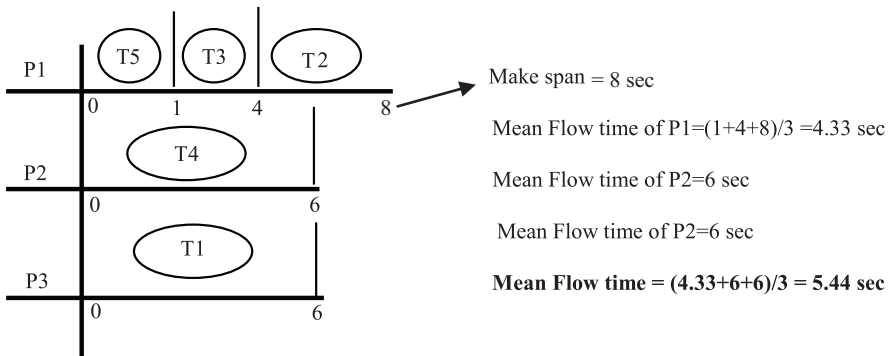 P1
T5
T3
T2
0
1
4
8
Make span = 8 sec
Mean Flow time of P1=(1+4+8)/3 =4.33 sec
P2
T4
0
6
Mean Flow time of P2=6 sec
Mean Flow time of P2=6 sec
P3
T1
0
6
Mean Flow time = (4.33+6+6)/3 = 5.44 sec